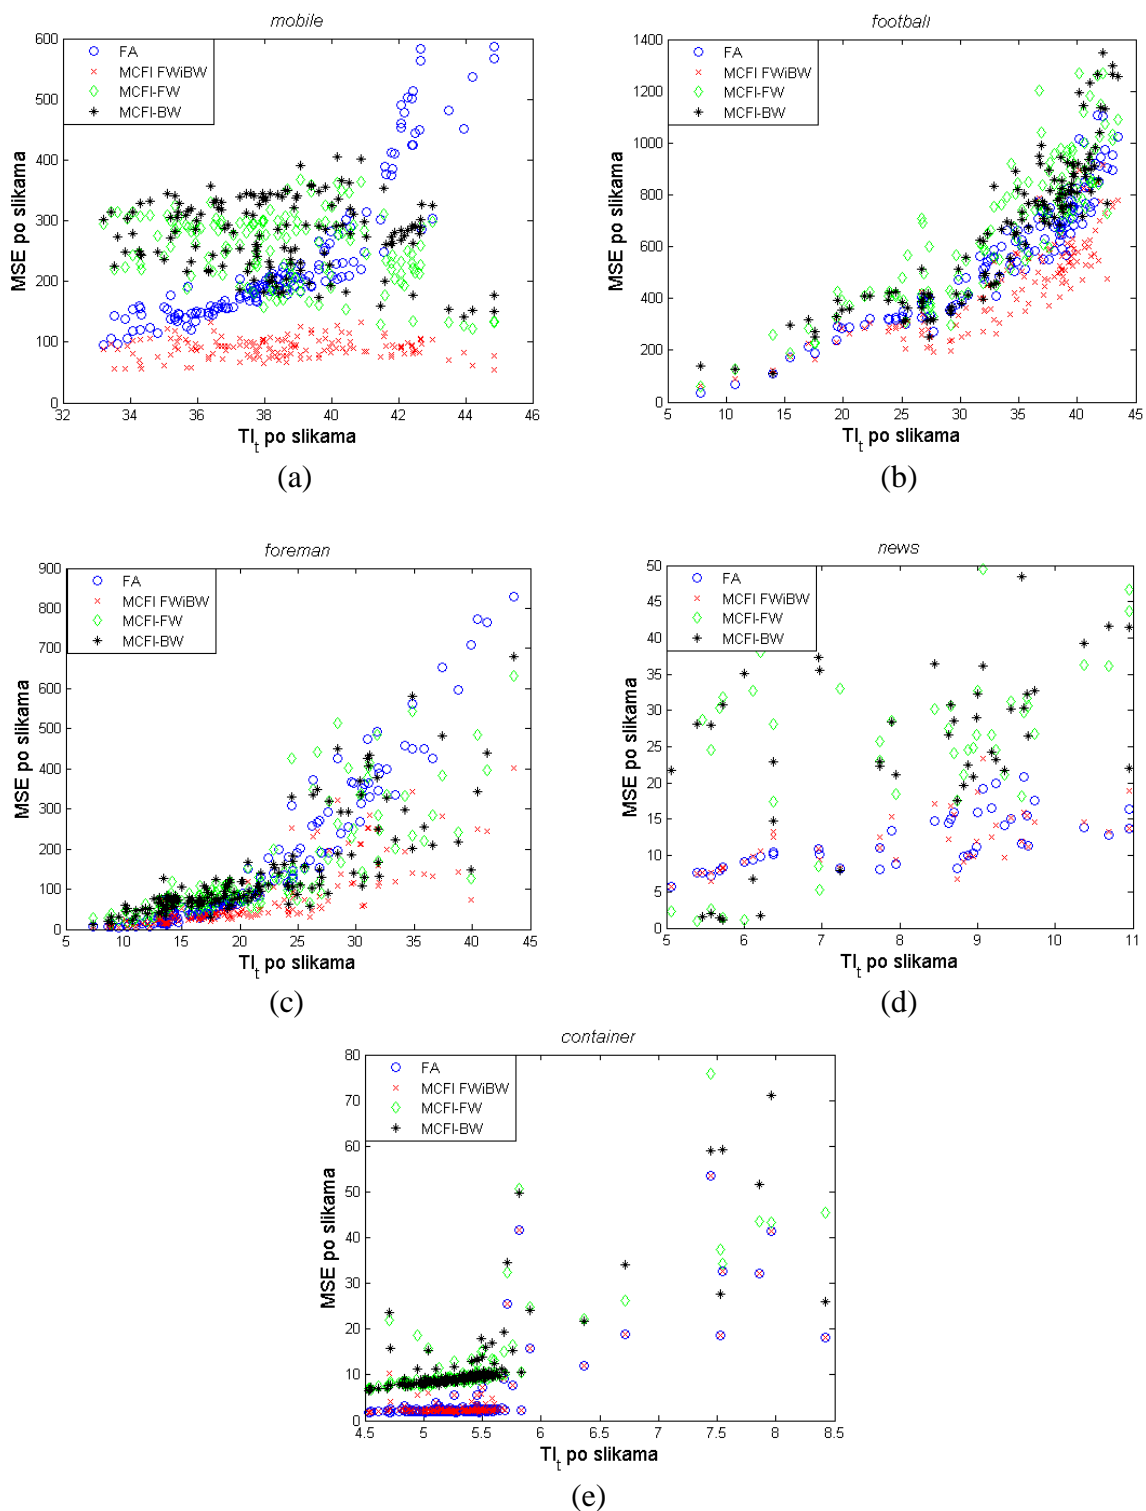 mobile
600
500
400
300
200
100
0
32 34 36 38 40 42 44 46
MSE po slikama
TI_t po slikama
FA
MCFI FWiBW
MCFI-FW
MCFI-BW
(a)
football
1400
1200
1000
800
600
400
200
0
5 10 15 20 25 30 35 40 45
MSE po slikama
TI_t po slikama
FA
MCFI FWiBW
MCFI-FW
MCFI-BW
(b)
foreman
900
800
700
600
500
400
300
200
100
0
5 10 15 20 25 30 35 40 45
MSE po slikama
TI_t po slikama
FA
MCFI FWiBW
MCFI-FW
MCFI-BW
(c)
news
50
45
40
35
30
25
20
15
10
5
0
5 6 7 8 9 10 11
MSE po slikama
TI_t po slikama
FA
MCFI FWiBW
MCFI-FW
MCFI-BW
(d)
container
80
70
60
50
40
30
20
10
0
4.5 5 5.5 6 6.5 7 7.5 8 8.5
MSE po slikama
TI_t po slikama
FA
MCFI FWiBW
MCFI-FW
MCFI-BW
(e)